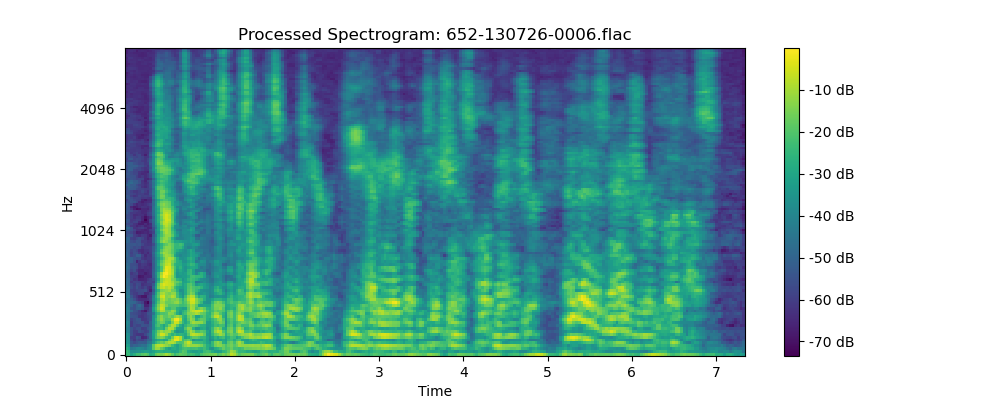 Processed Spectrogram: 652-130726-0006.flac
Hz
4096
2048
1024
512
0
0 1 2 3 4 5 6 7
Time
-10 dB
-20 dB
-30 dB
-40 dB
-50 dB
-60 dB
-70 dB